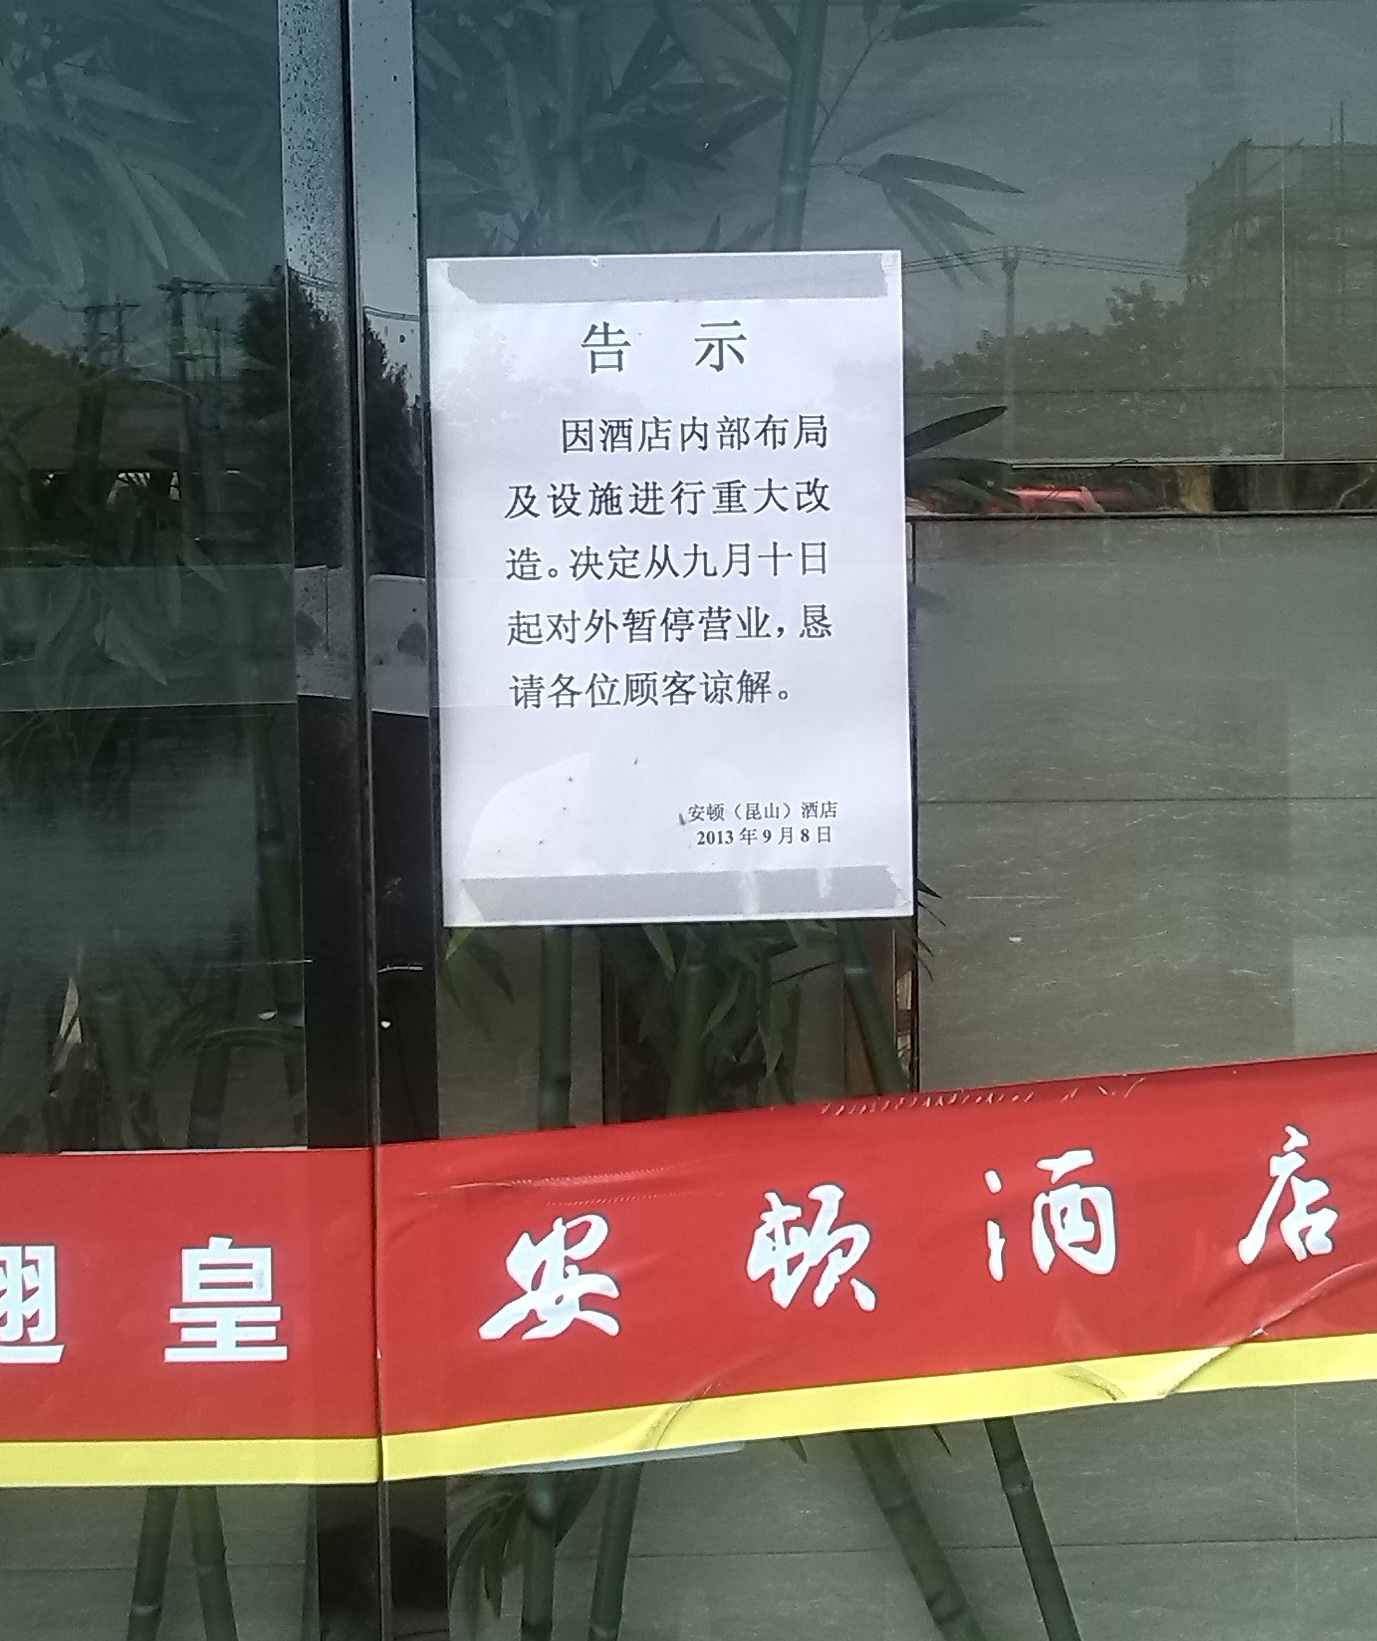 告 示
因酒店内部布局
及设施进行重大改
造。决定从九月十日
起对外暂停营业，恳
请各位顾客谅解。
安顿（昆山）酒店
2013年9月8日
翅皇 安顿酒店